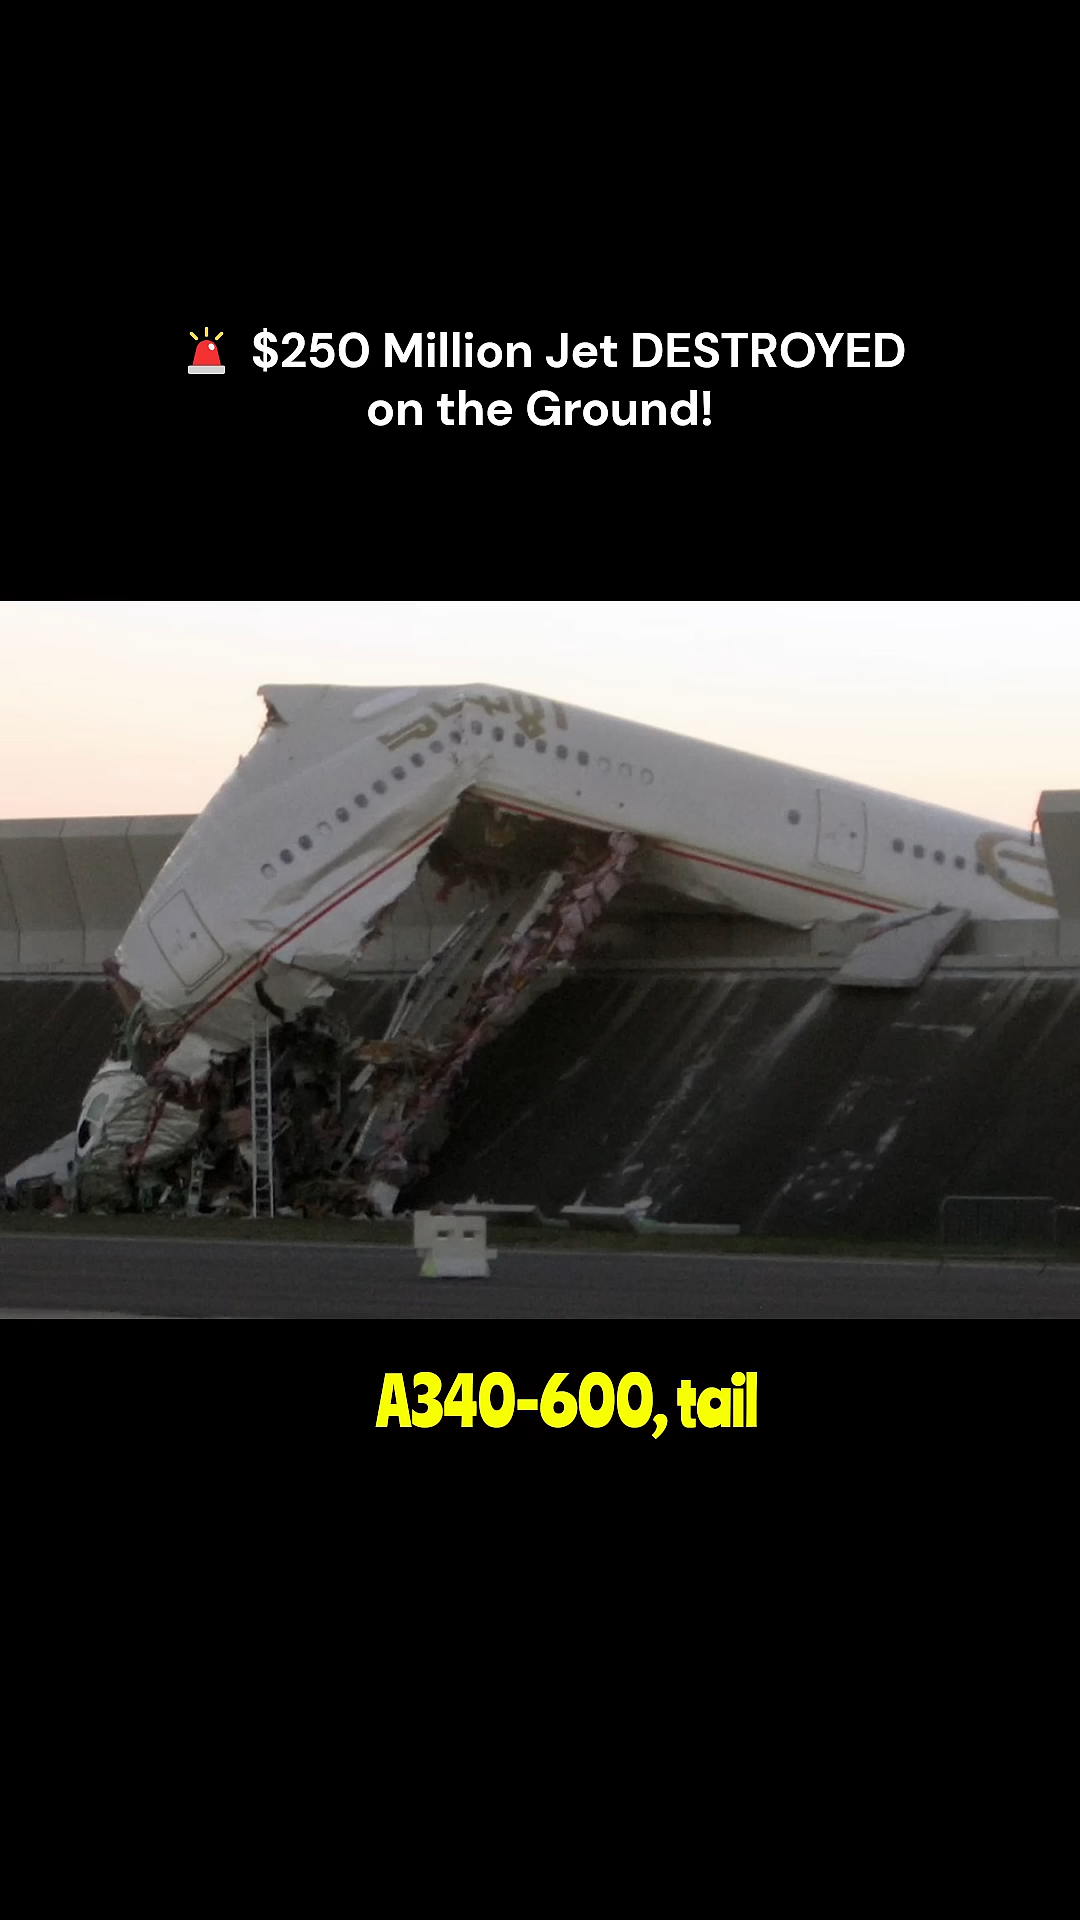 🚨 $250 Million Jet DESTROYED
on the Ground!
A340-600, tail